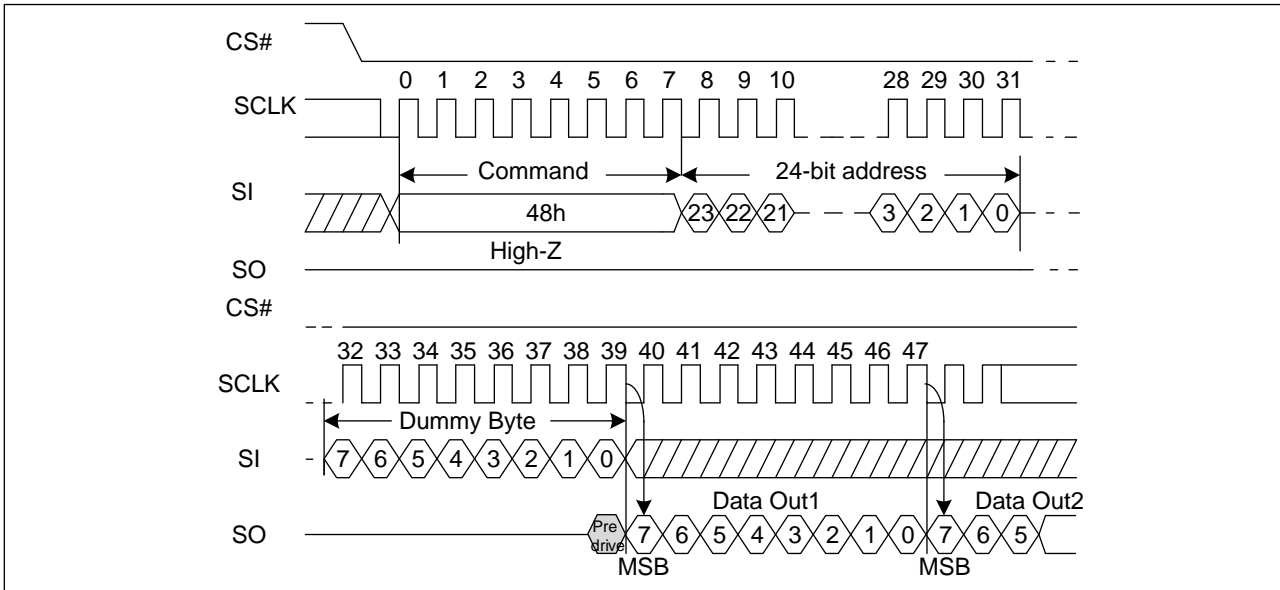 CS#
0 1 2 3 4 5 6 7 8 9 10 28 29 30 31
SCLK
Command 24-bit address
SI
48h 23 22 21 3 2 1 0
High-Z
SO
CS#
32 33 34 35 36 37 38 39 40 41 42 43 44 45 46 47
SCLK
Dummy Byte
SI 7 6 5 4 3 2 1 0
Data Out1 Data Out2
SO Pre drive 7 6 5 4 3 2 1 0 7 6 5
MSB MSB